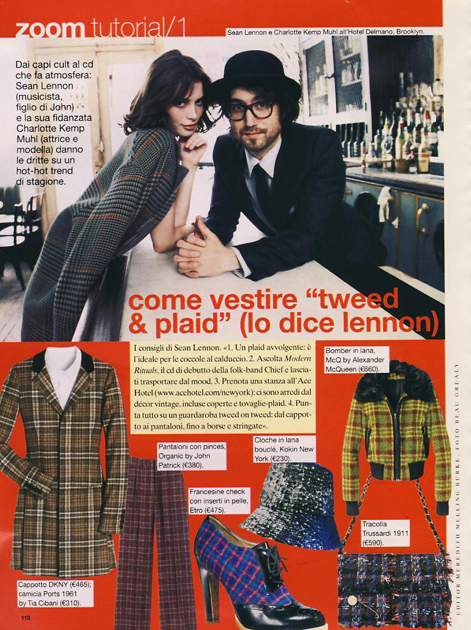 zoom tutorial/1
Sean Lennon e Charlotte Kemp Muhl all'Hotel Delmano, Brooklyn.
Dai capi cult al cd
che fa atmosfera:
Sean Lennon
(musicista,
figlio di John)
e la sua fidanzata
Charlotte Kemp
Muhl (attrice e
modella) danno
le dritte su un
hot-hot trend
di stagione.
come vestire “tweed
& plaid” (lo dice lennon)
I consigli di Sean Lennon. «1. Un plaid avvolgente: è
l'ideale per le coccole al calduccio. 2. Ascolta Modern
Rituals, il cd di debutto della folk-band Chief e lascia-
ti trasportare dal mood. 3. Prenota una stanza all'Ace
Hotel (www.acehotel.com/newyork): ci sono arredi dal
décor vintage, incluse coperte e tovaglie-plaid. 4. Pun-
ta tutto su un guardaroba tweed on tweed: dal cappot-
to ai pantaloni, fino a borse e stringate».
Bomber in lana,
McQ by Alexander
McQueen (€660).
Pantaloni con pinces,
Organic by John
Patrick (€380).
Cloche in lana
bouclé, Kokin New
York (€230).
Francesine check
con inserti in pelle,
Etro (€475).
Tracolla
Trussardi 1911
(€590).
Cappotto DKNY (€465);
camicia Ports 1961
by Tia Cibani (€310).
110
EDITOR MEREDITH MELLING BURKE. FOTO BEAU GREALY